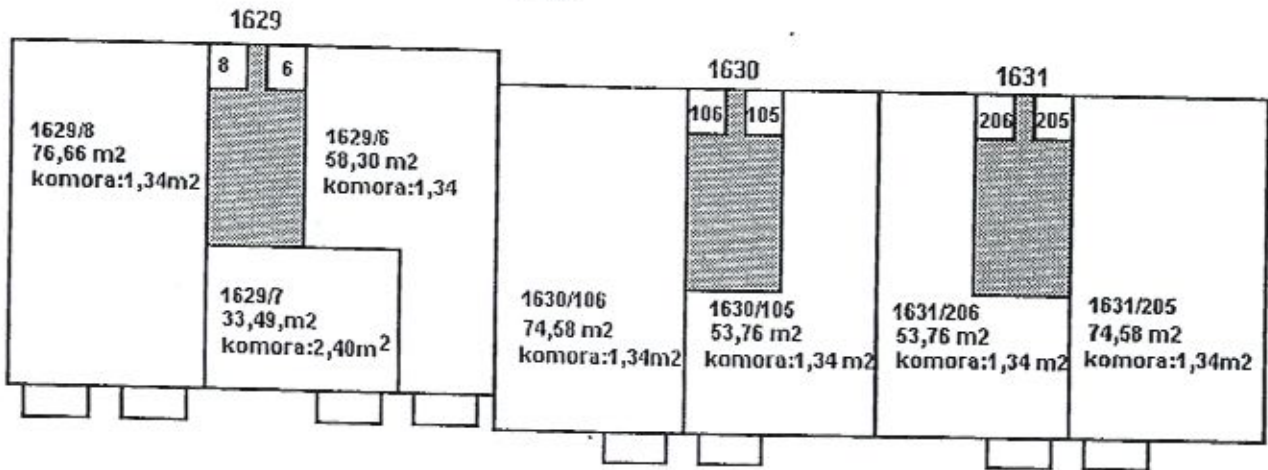 1629
8
6
1629/8
76,66 m2
komora:1,34m2
1629/6
58,30 m2
komora:1,34
1629/7
33,49,m2
komora:2,40m²
1630
106
105
1630/106
74,58 m2
komora:1,34m2
1630/105
53,76 m2
komora:1,34 m2
1631
206
205
1631/206
53,76 m2
komora:1,34 m2
1631/205
74,58 m2
komora:1,34m2